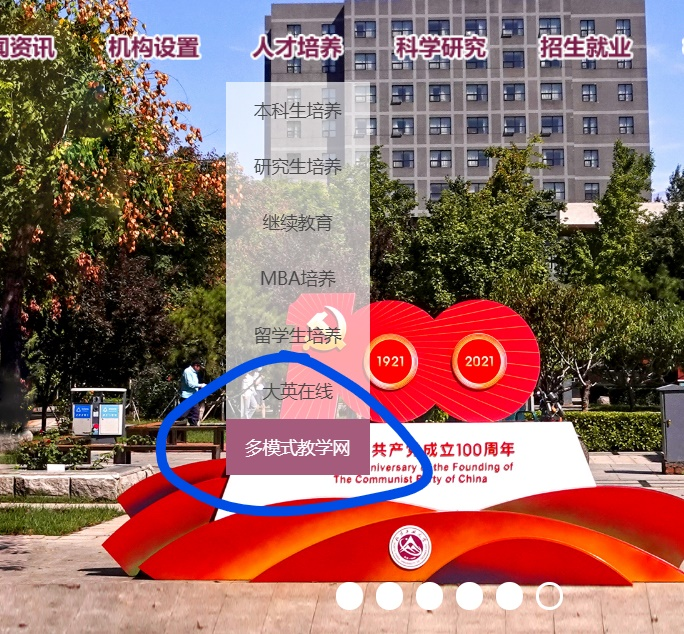 闻资讯 机构设置 人才培养 科学研究 招生就业
本科生培养
研究生培养
继续教育
MBA培养
留学生培养
大英在线
多模式教学网
1921 2021
共产党成立100周年
the Founding of
The Communist Party of China